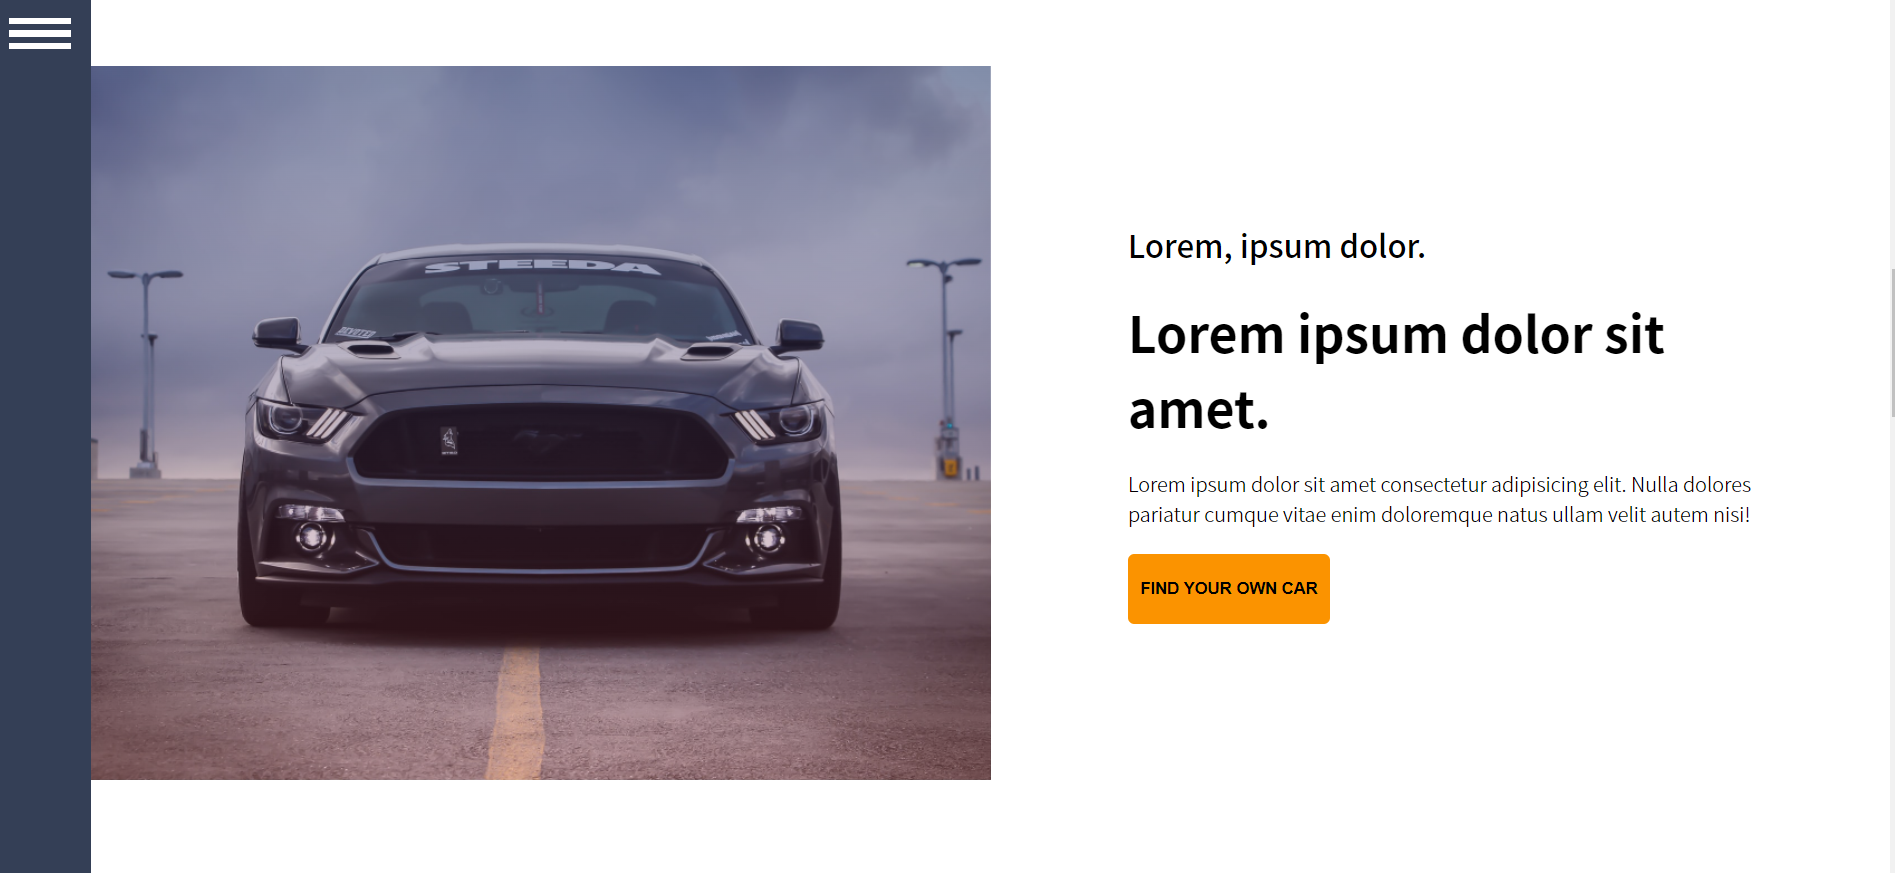 STEEDA
Lorem, ipsum dolor.
Lorem ipsum dolor sit
amet.
Lorem ipsum dolor sit amet consectetur adipisicing elit. Nulla dolores
pariatur cumque vitae enim doloremque natus ullam velit autem nisi!
FIND YOUR OWN CAR